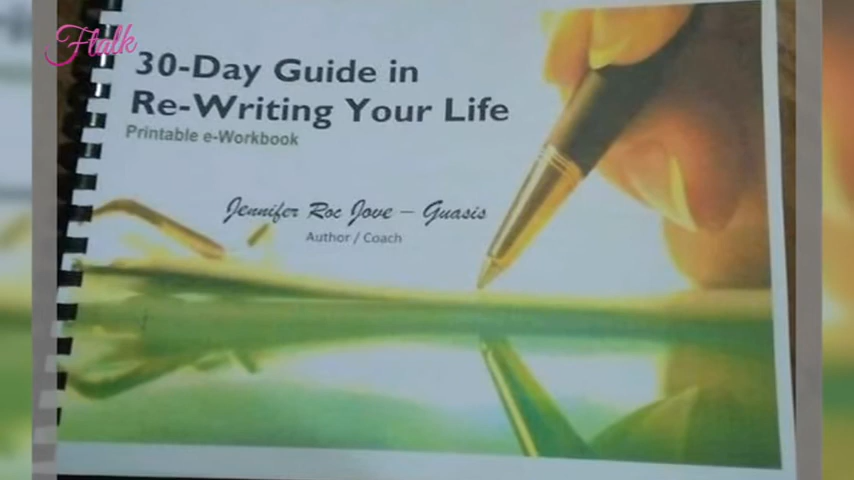 Ftalk
30-Day Guide in
Re-Writing Your Life
Printable e-Workbook
Jennifer Roc Jove – Guasis
Author / Coach